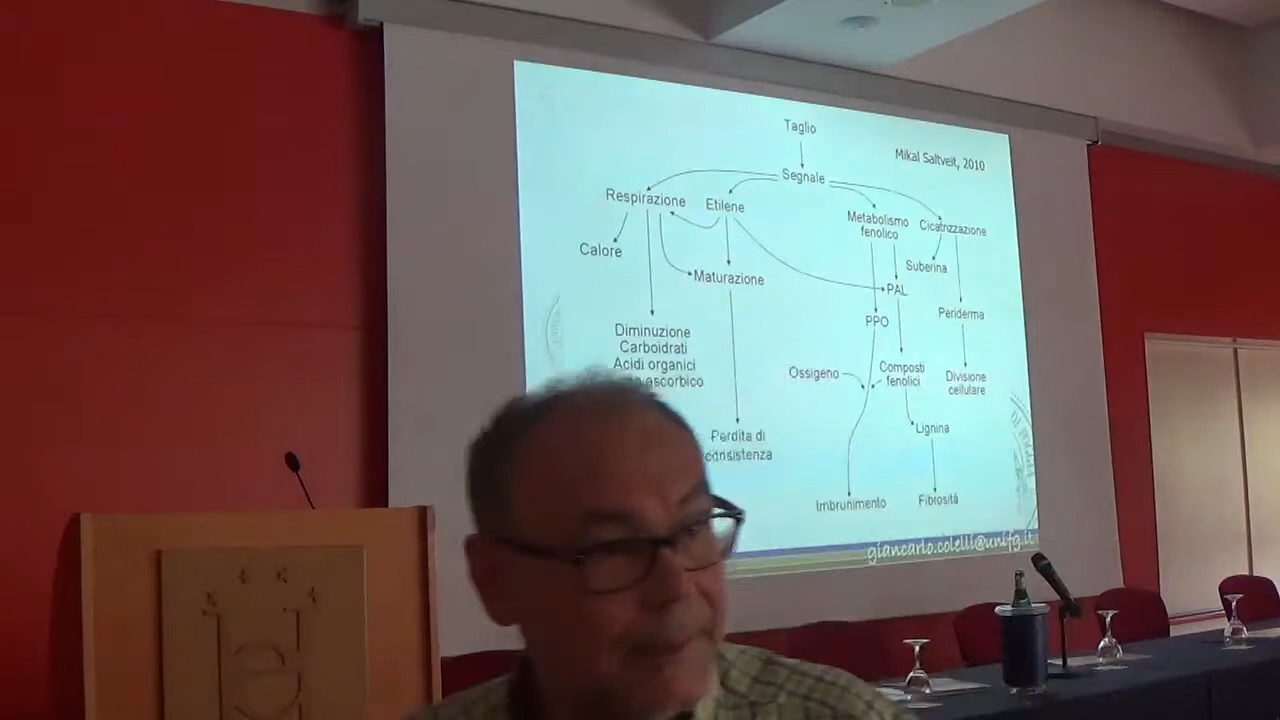 Taglio
Mikal Saltveit, 2010
Segnale
Respirazione
Etilene
Metabolismo
fenolico
Cicatrizzazione
Calore
Suberina
Maturazione
PAL
Periderma
PPO
Diminuzione
Carboidrati
Acidi organici
ascorbico
Ossigeno
Composti
fenolici
Divisione
cellulare
Lignina
Perdita di
consistenza
Imbrunimento
Fibrosità
giancarlo.colelli@unifg.it